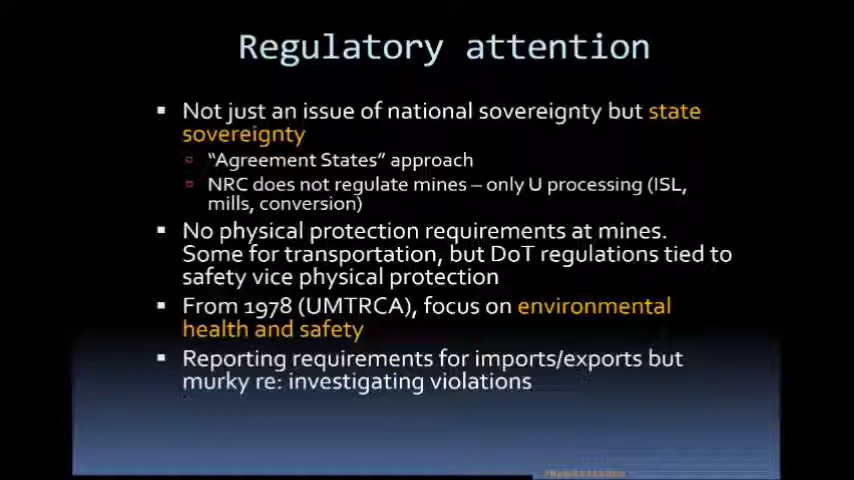 Regulatory attention
Not just an issue of national sovereignty but state
sovereignty
"Agreement States" approach
NRC does not regulate mines – only U processing (ISL,
mills, conversion)
No physical protection requirements at mines.
Some for transportation, but DoT regulations tied to
safety vice physical protection
From 1978 (UMTRCA), focus on environmental
health and safety
Reporting requirements for imports/exports but
murky re: investigating violations